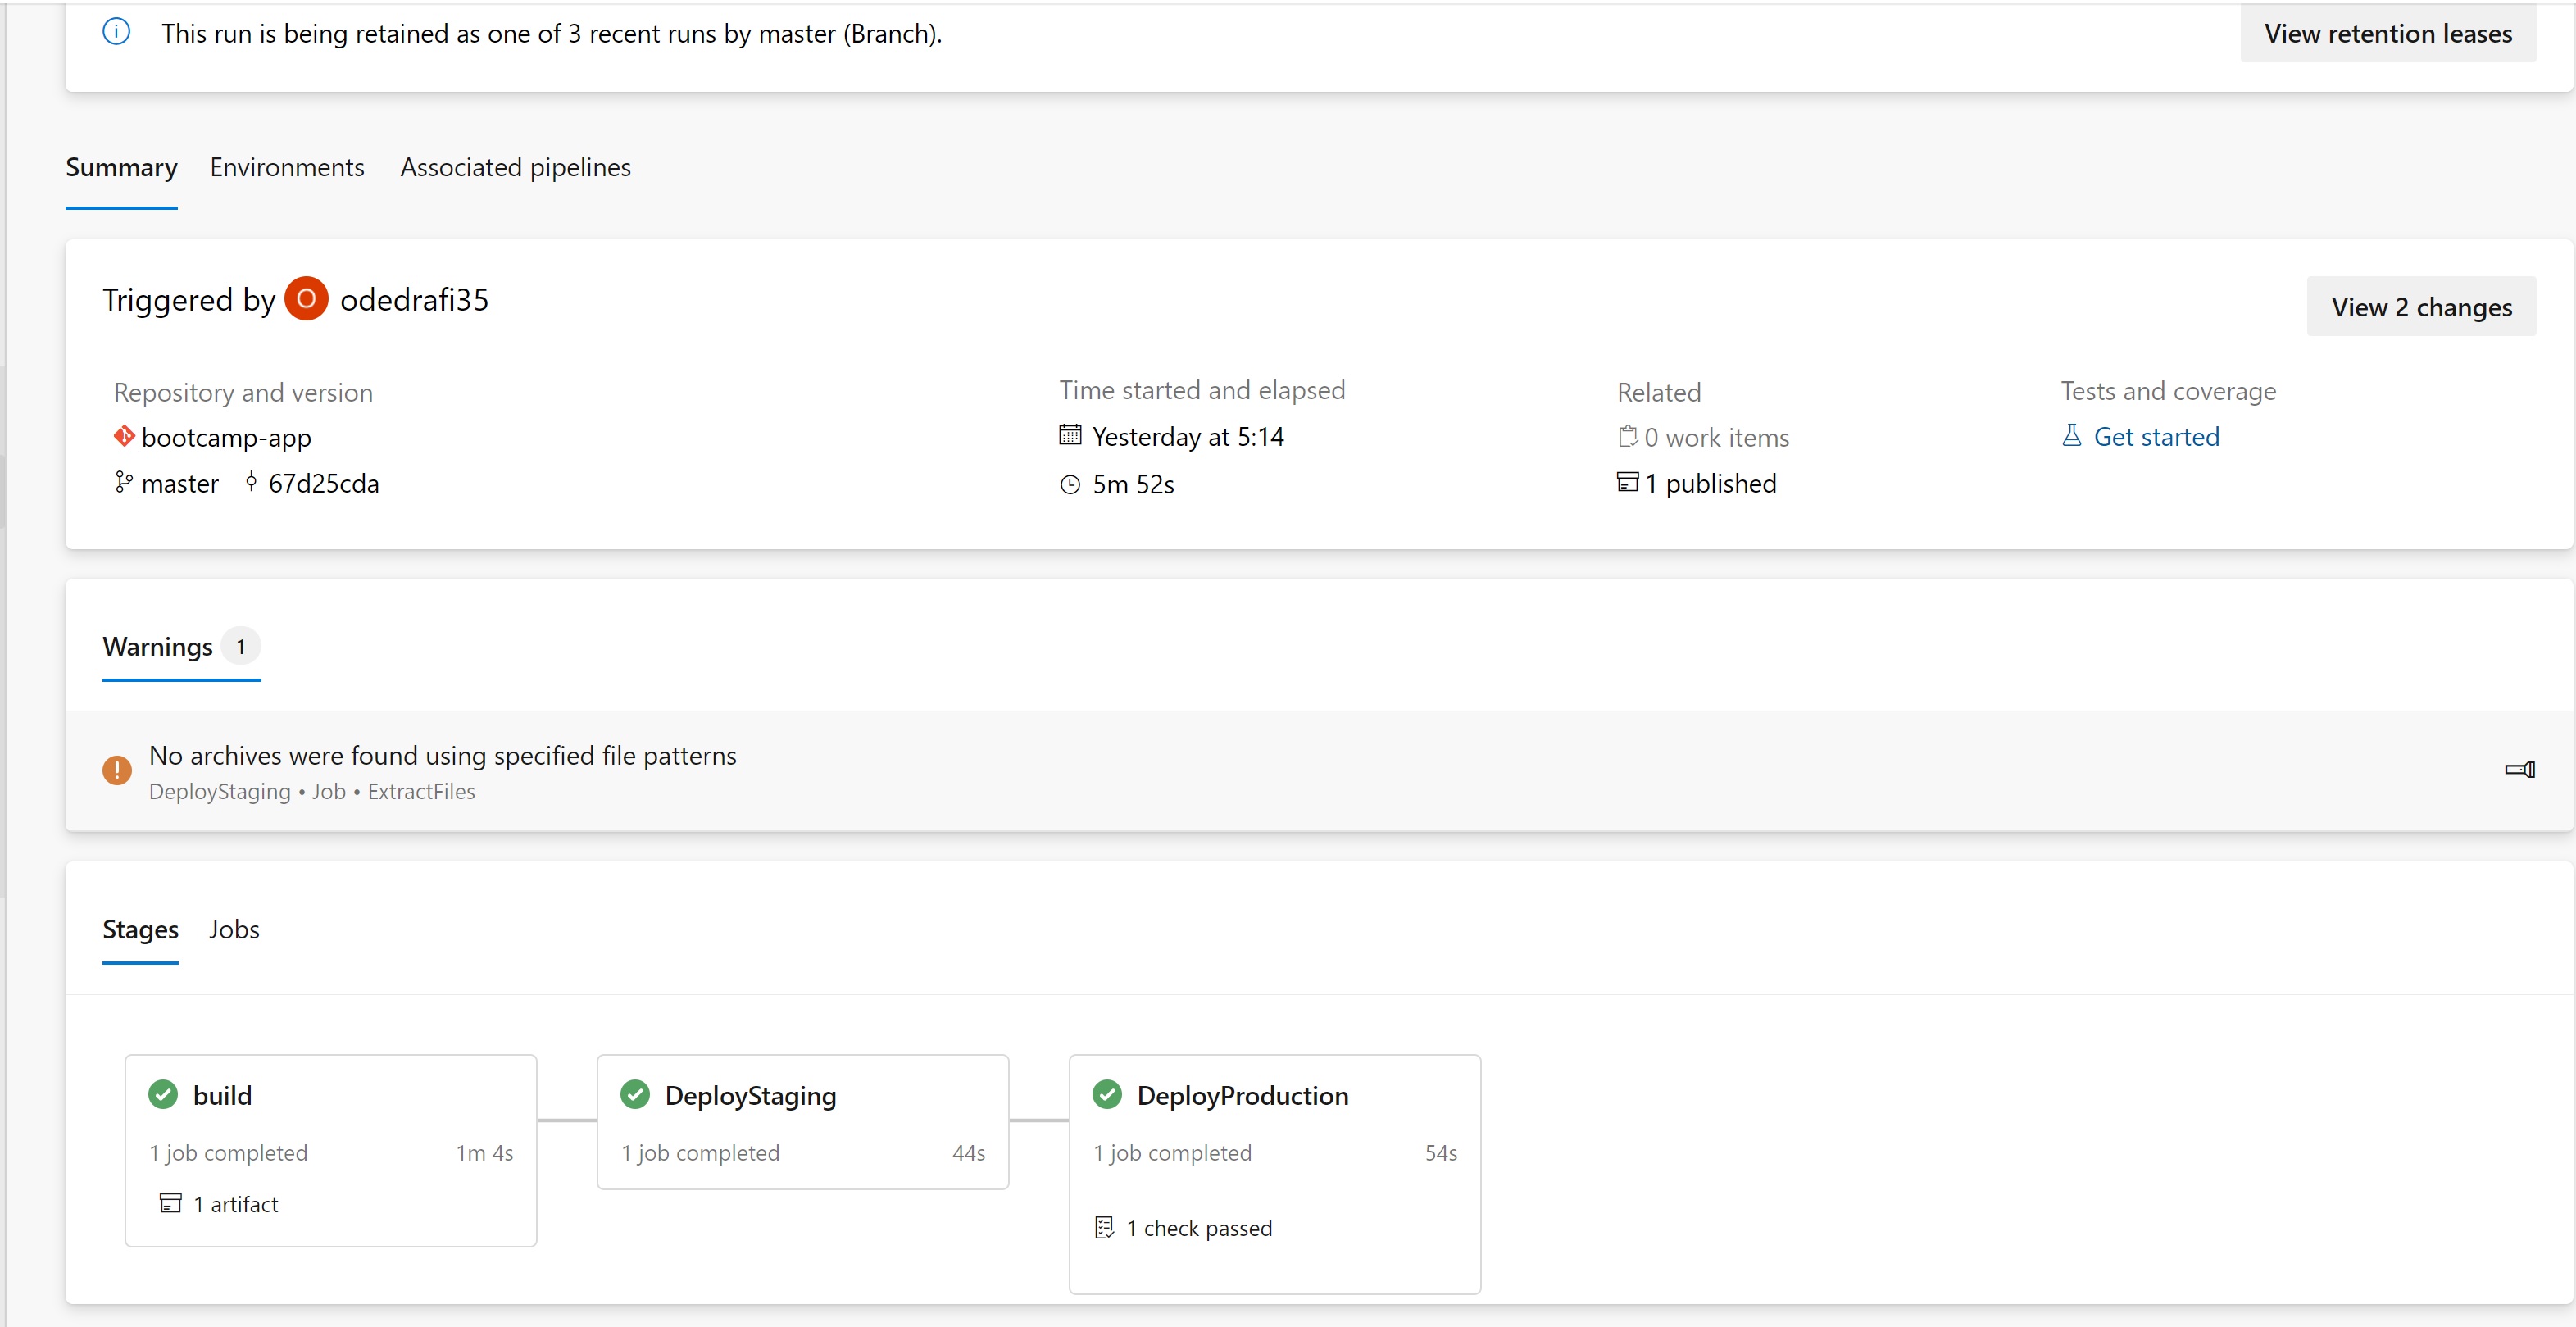 This run is being retained as one of 3 recent runs by master (Branch).
View retention leases
Summary Environments Associated pipelines
Triggered by O odedrafi35
View 2 changes
Repository and version
bootcamp-app
master 67d25cda
Time started and elapsed
Yesterday at 5:14
5m 52s
Related
0 work items
1 published
Tests and coverage
Get started
Warnings 1
No archives were found using specified file patterns
DeployStaging • Job • ExtractFiles
Stages Jobs
build
1 job completed 1m 4s
1 artifact
DeployStaging
1 job completed 44s
DeployProduction
1 job completed 54s
1 check passed